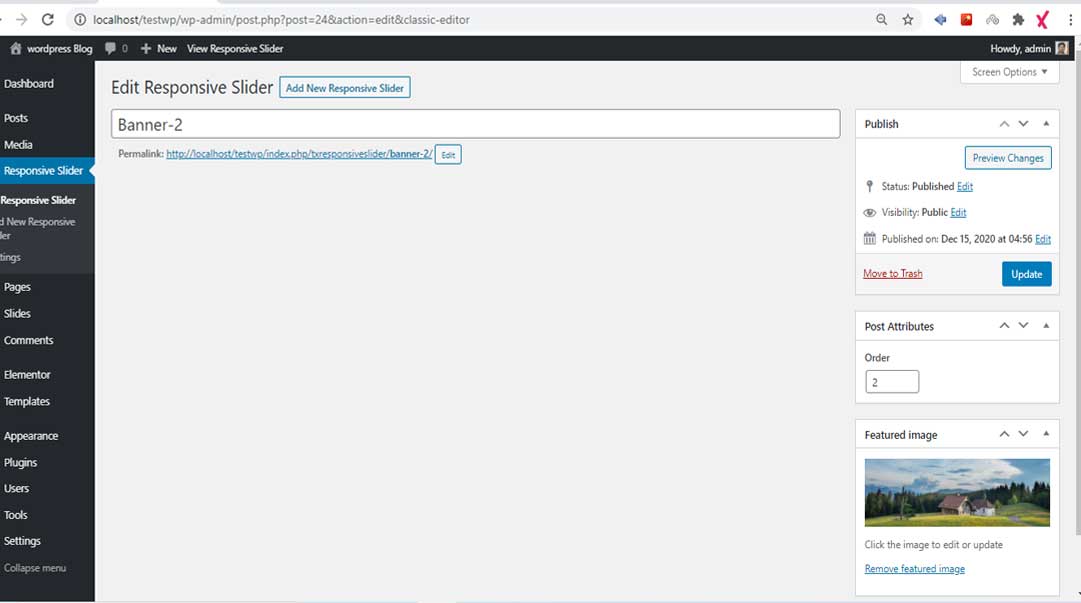 localhost/testwp/wp-admin/post.php?post=24&action=edit&classic-editor
wordpress Blog 0 New View Responsive Slider Howdy, admin
Screen Options
Dashboard
Posts
Media
Responsive Slider
Responsive Slider
d New Responsive
ler
tings
Pages
Slides
Comments
Elementor
Templates
Appearance
Plugins
Users
Tools
Settings
Collapse menu
Edit Responsive Slider Add New Responsive Slider
Banner-2
Permalink: http://localhost/testwp/index.php/txresponsiveslider/banner-2/ Edit
Publish
Preview Changes
Status: Published Edit
Visibility: Public Edit
Published on: Dec 15, 2020 at 04:56 Edit
Move to Trash Update
Post Attributes
Order
2
Featured image
Click the image to edit or update
Remove featured image